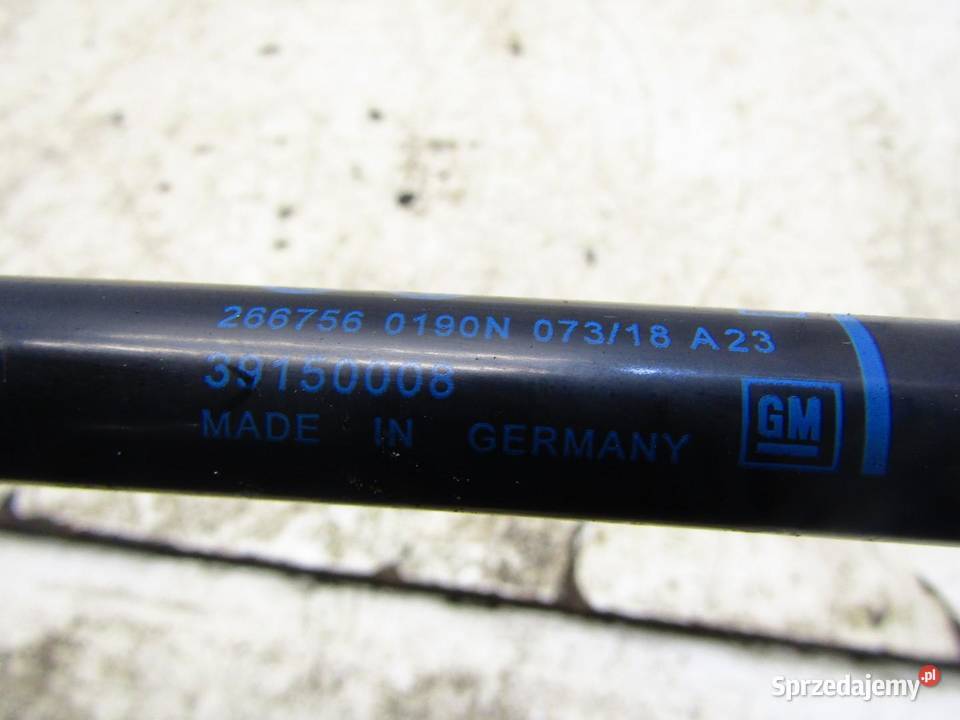 266756 0190N 073/18 A23
39150008
MADE IN GERMANY
GM
Sprzedajemy.pl